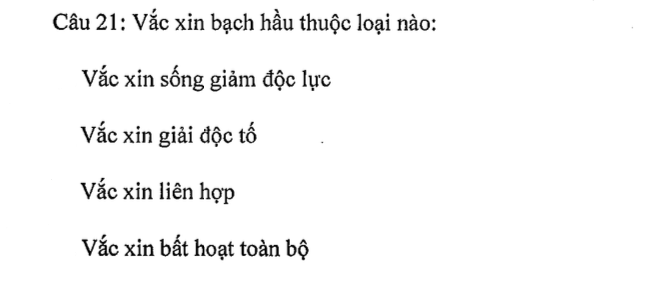 Câu 21: Vắc xin bạch hầu thuộc loại nào:
Vắc xin sống giảm độc lực
Vắc xin giải độc tố
Vắc xin liên hợp
Vắc xin bất hoạt toàn bộ